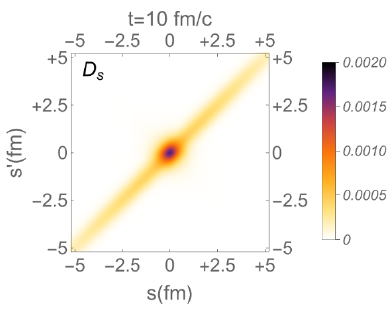 t=10 fm/c
−5 −2.5 0 +2.5 +5
D_s
+5 +5 0.0020
+2.5 +2.5 0.0015
0 0 0.0010
−2.5 −2.5 0.0005
−5 −5 0
−5 −2.5 0 +2.5 +5
s'(fm)
s(fm)